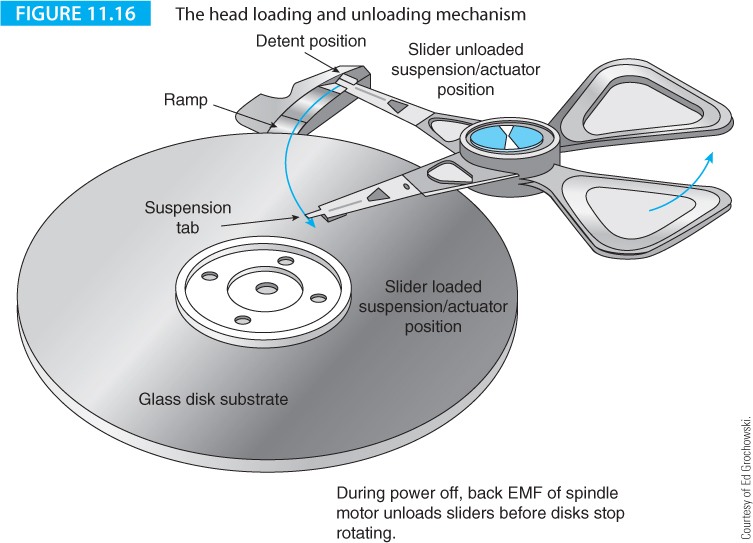 FIGURE 11.16 The head loading and unloading mechanism
Detent position
Slider unloaded
suspension/actuator
position
Ramp
Suspension
tab
Slider loaded
suspension/actuator
position
Glass disk substrate
During power off, back EMF of spindle
motor unloads sliders before disks stop
rotating.
Courtesy of Ed Grochowski.